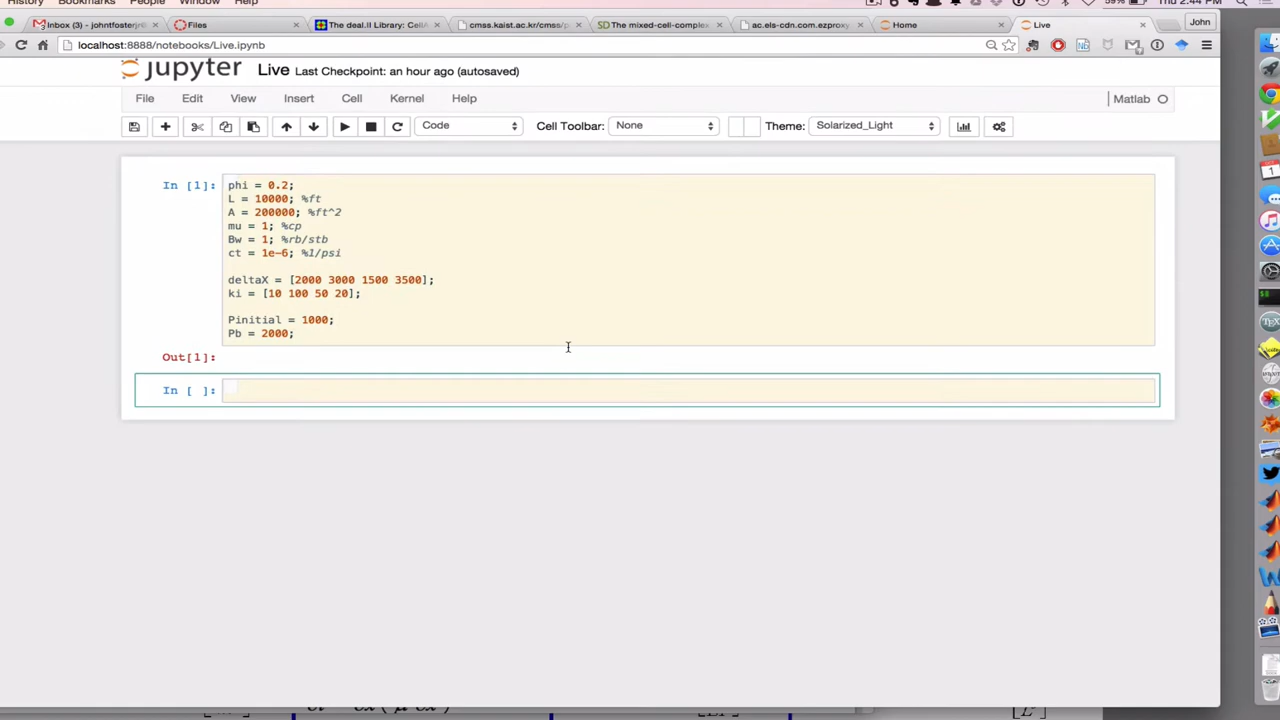 History Bookmarks People Window Help
59% Thu 2:44 PM
Inbox (3) - johntfosterjr@
Files
The deal.II Library: CellA
cmss.kaist.ac.kr/cmss/p
SD The mixed-cell-complex
ac.els-cdn.com.ezproxy
Home
Live
John
localhost:8888/notebooks/Live.ipynb
jupyter Live Last Checkpoint: an hour ago (autosaved)
File Edit View Insert Cell Kernel Help
Matlab
Code
Cell Toolbar: None
Theme: Solarized_Light
In [1]:
phi = 0.2;
L = 10000; %ft
A = 200000; %ft^2
mu = 1; %cp
Bw = 1; %rb/stb
ct = 1e-6; %1/psi
deltaX = [2000 3000 1500 3500];
ki = [10 100 50 20];
Pinitial = 1000;
Pb = 2000;
Out[1]:
In [ ]: